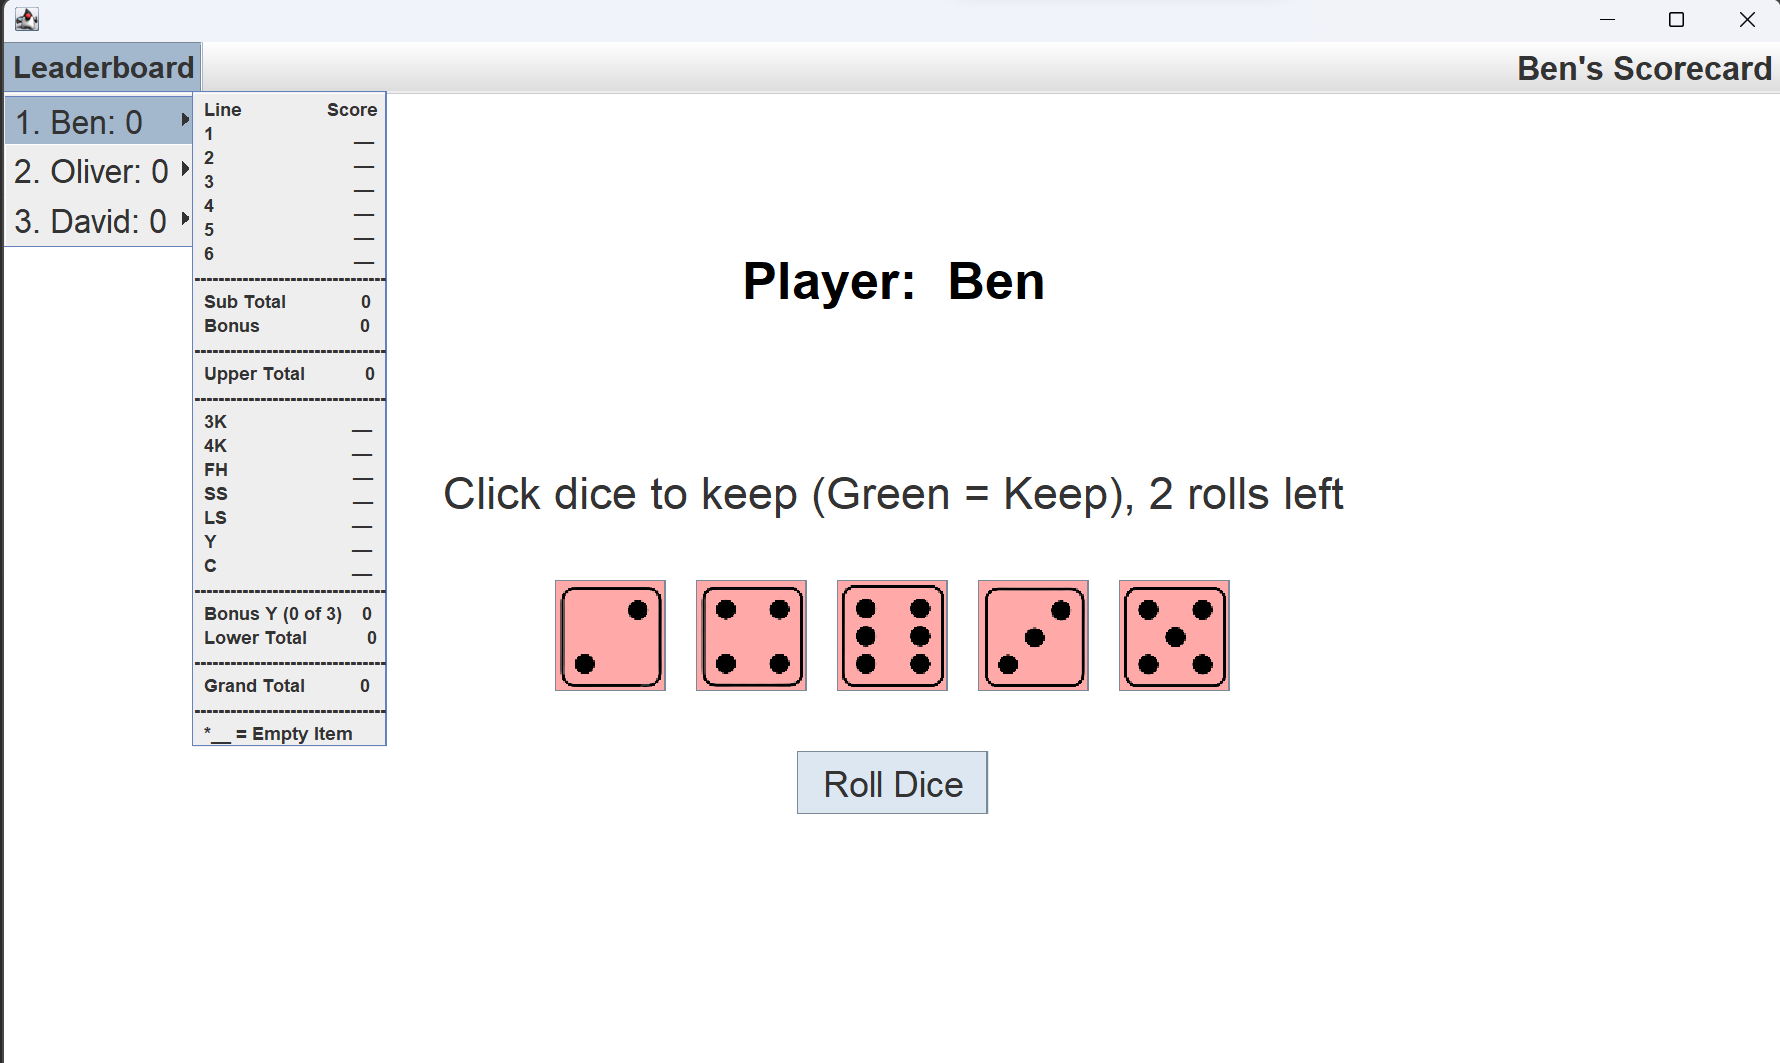 Leaderboard
Ben's Scorecard
1. Ben: 0
2. Oliver: 0
3. David: 0
Line Score
1 __
2 __
3 __
4 __
5 __
6 __
Sub Total 0
Bonus 0
Upper Total 0
3K __
4K __
FH __
SS __
LS __
Y __
C __
Bonus Y (0 of 3) 0
Lower Total 0
Grand Total 0
*__ = Empty Item
Player: Ben
Click dice to keep (Green = Keep), 2 rolls left
Roll Dice